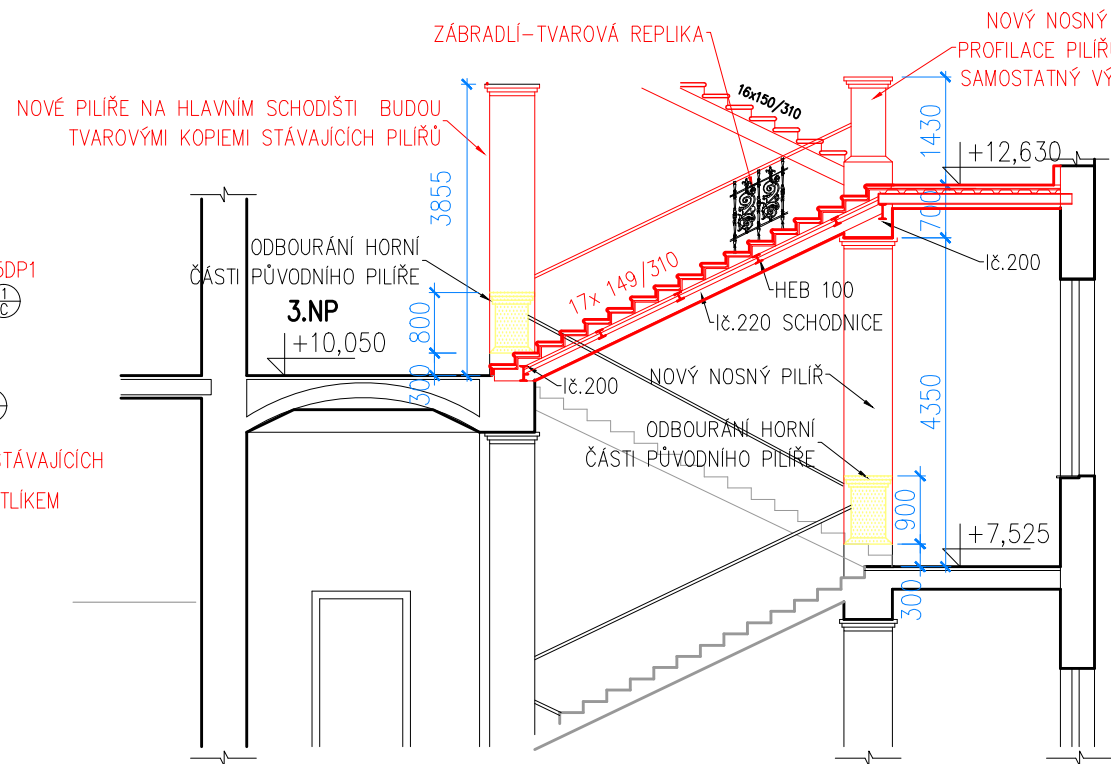 ZÁBRADLÍ-TVAROVÁ REPLIKA
NOVÝ NOSNÝ
PROFILACE PILÍŘ
SAMOSTATNÝ VÝ
NOVÉ PILÍŘE NA HLAVNÍM SCHODIŠTI BUDOU
TVAROVÝMI KOPIEMI STÁVAJÍCÍCH PILÍŘŮ
16x150/310
1430
+12,630
3855
700
ODBOURÁNÍ HORNÍ
ČÁSTI PŮVODNÍHO PILÍŘE
DP1
1
C
3.NP
+10,050
800
300
17x 149/310
Ič.200
HEB 100
Ič.220 SCHODNICE
Ič.200
NOVÝ NOSNÝ PILÍŘ
4350
ODBOURÁNÍ HORNÍ
ČÁSTI PŮVODNÍHO PILÍŘE
STÁVAJÍCÍCH
TLÍKEM
900
+7,525
300